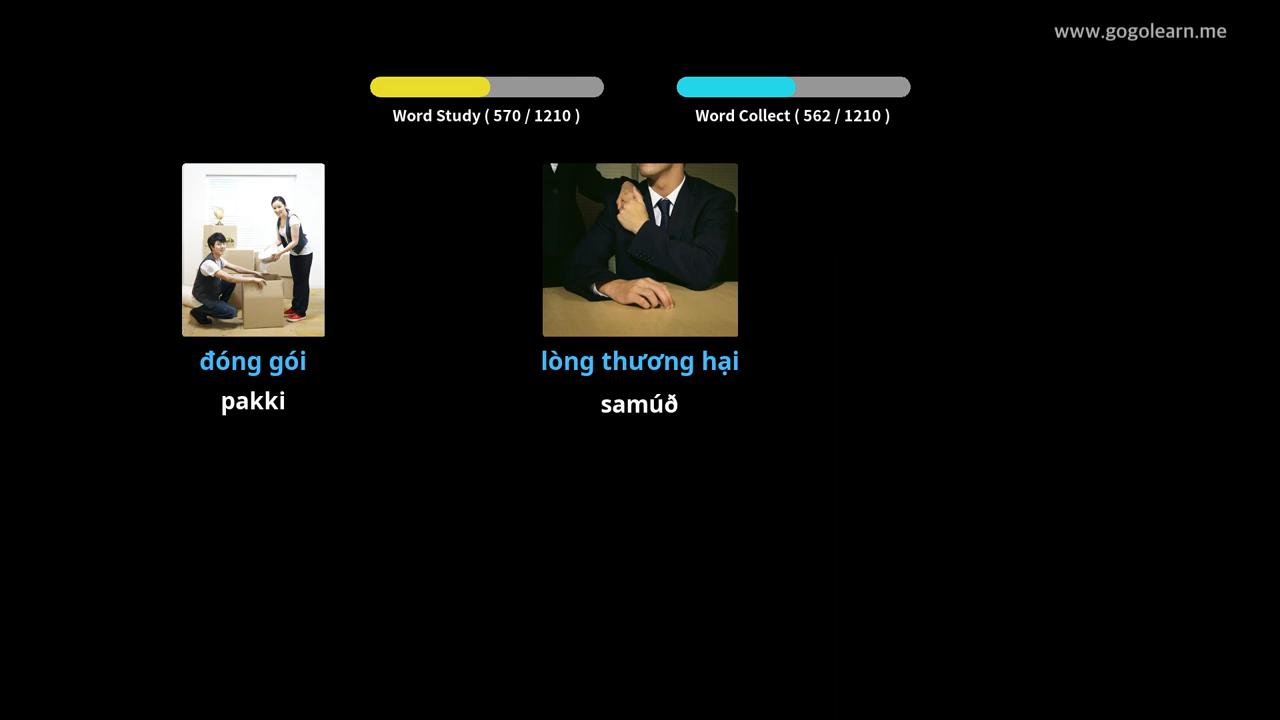 www.gogolearn.me
Word Study ( 570 / 1210 )
Word Collect ( 562 / 1210 )
đóng gói
pakki
lòng thương hại
samúð